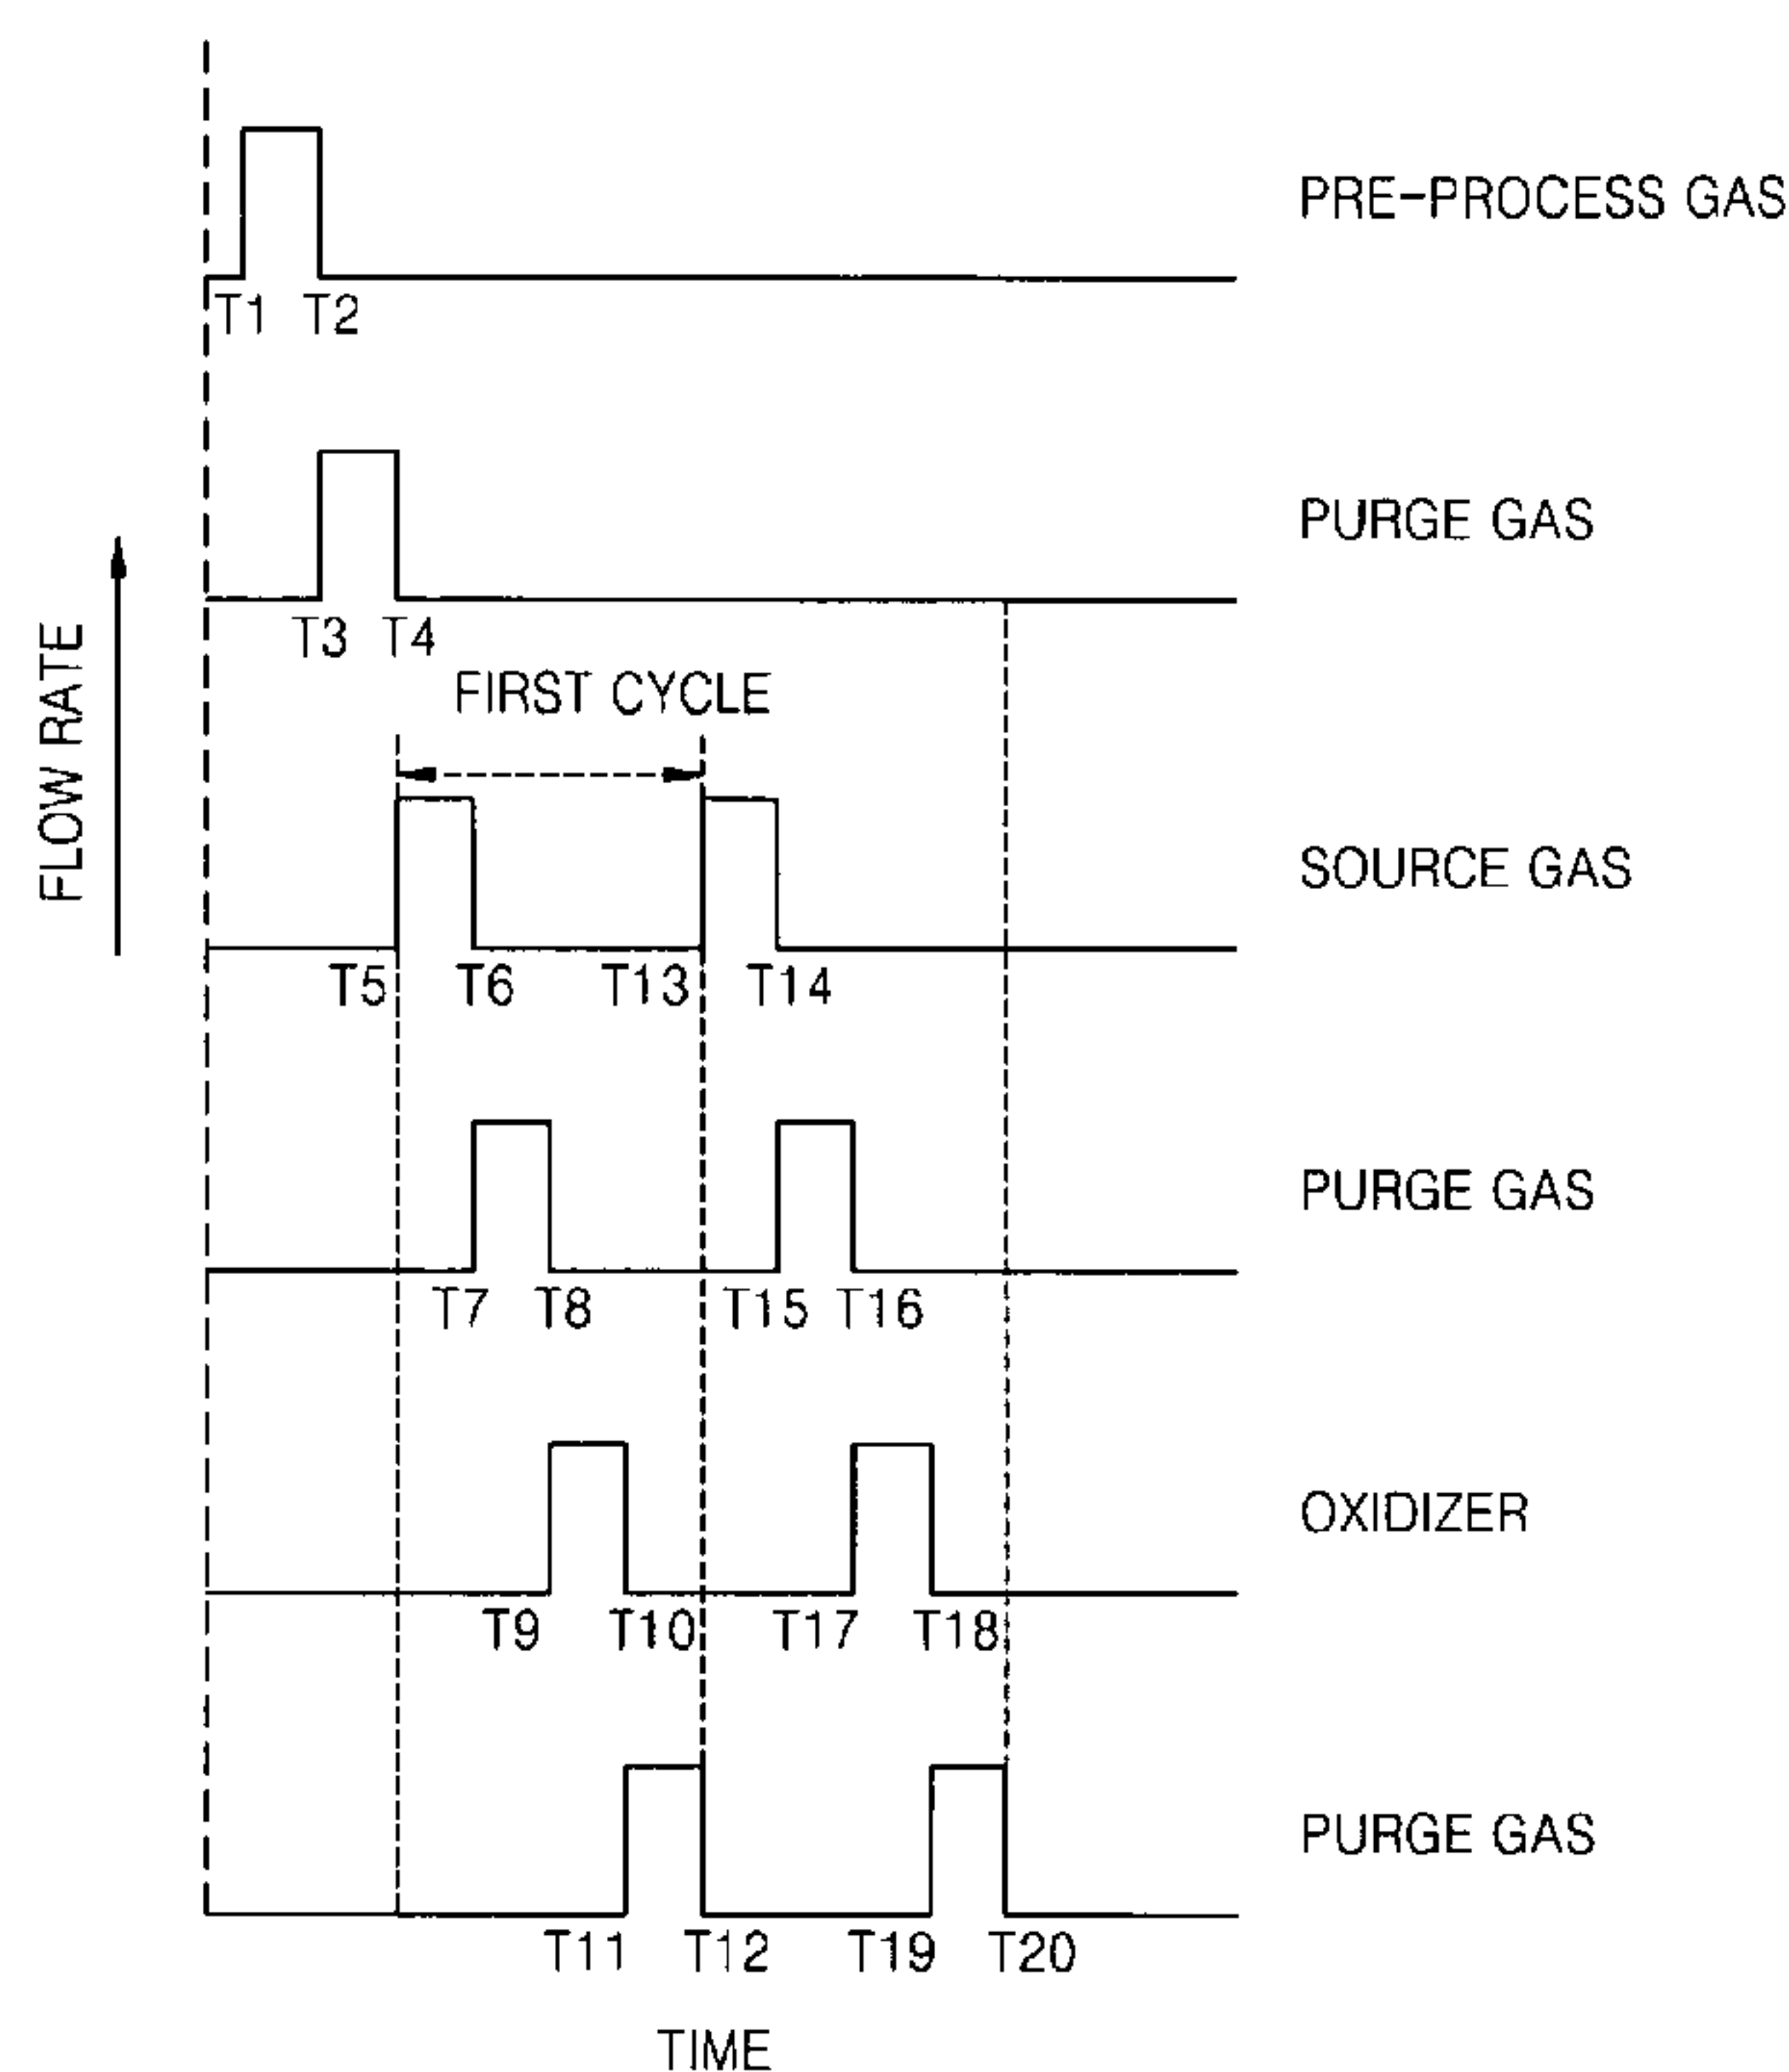 PRE-PROCESS GAS
T1 T2
PURGE GAS
T3 T4
FLOW RATE
FIRST CYCLE
SOURCE GAS
T5 T6 T13 T14
PURGE GAS
T7 T8 T15 T16
OXIDIZER
T9 T10 T17 T18
PURGE GAS
T11 T12 T19 T20
TIME